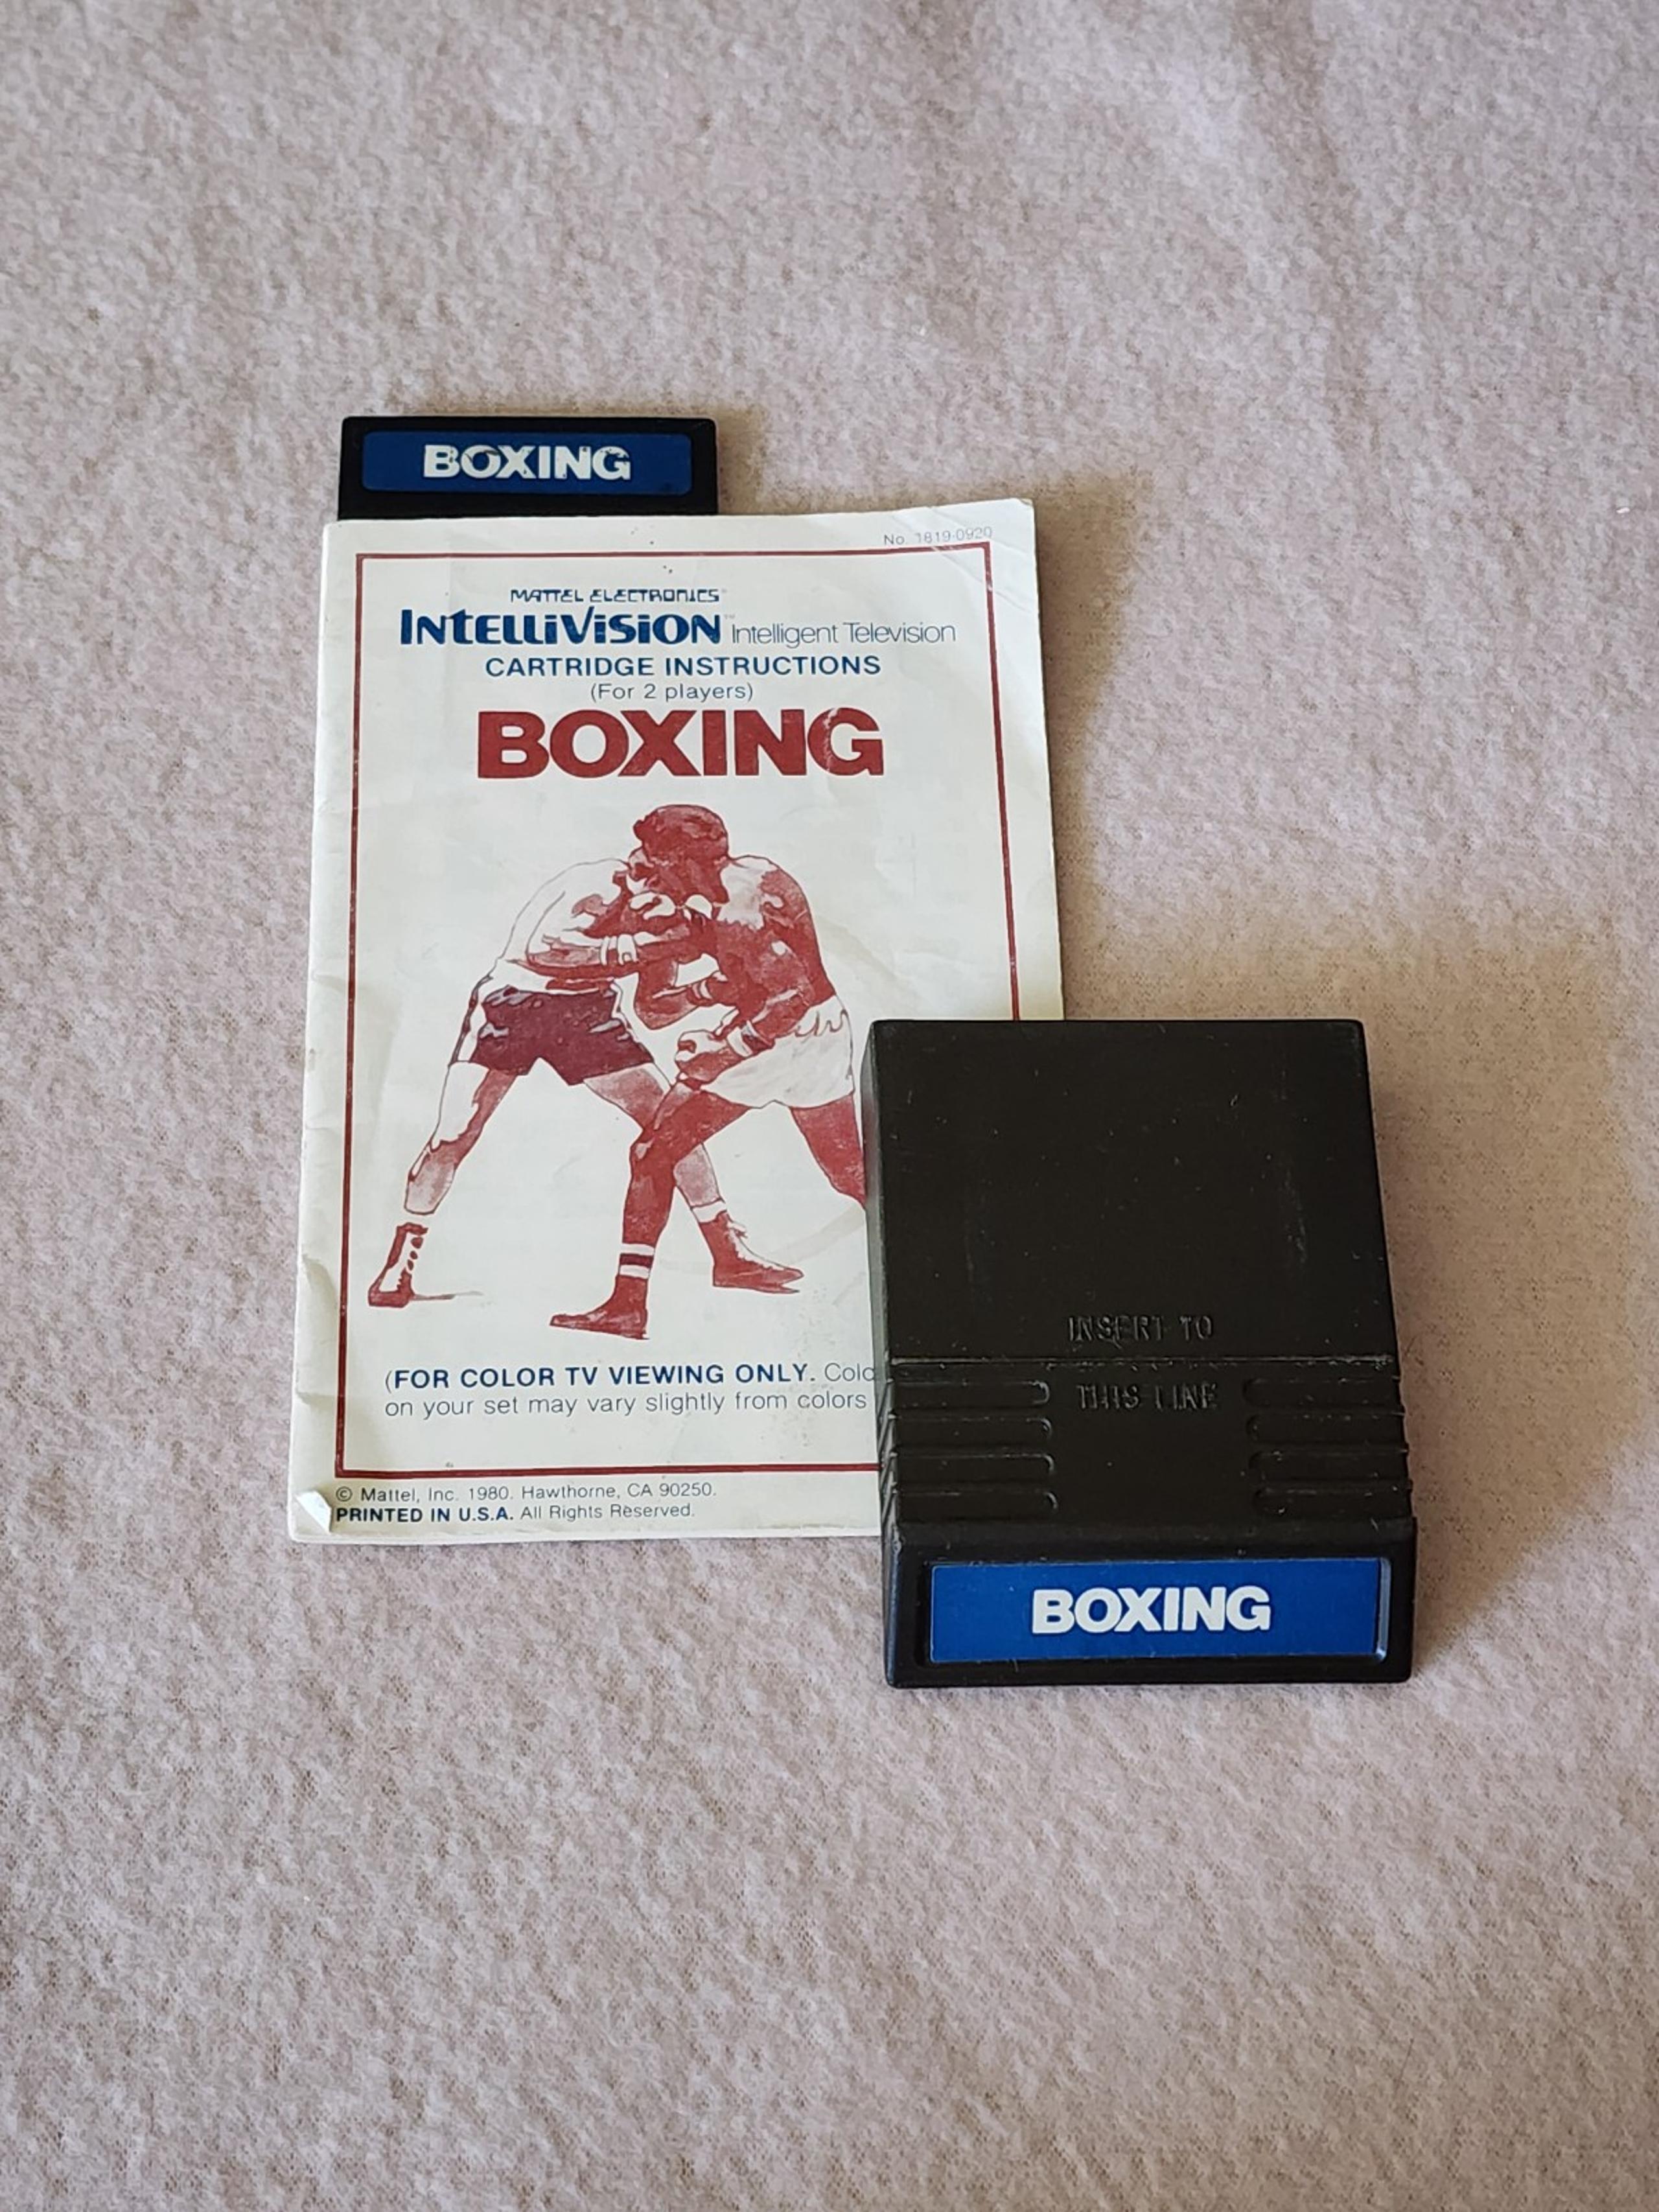 BOXING
No. 1819-0920
MATTEL ELECTRONICS
INTELLIVISION™ Intelligent Television
CARTRIDGE INSTRUCTIONS
(For 2 players)
BOXING
(FOR COLOR TV VIEWING ONLY.
on your set may vary slightly from colors
© Mattel, Inc. 1980. Hawthorne, CA 90250.
PRINTED IN U.S.A. All Rights Reserved.
INSERT TO
THIS LINE
BOXING